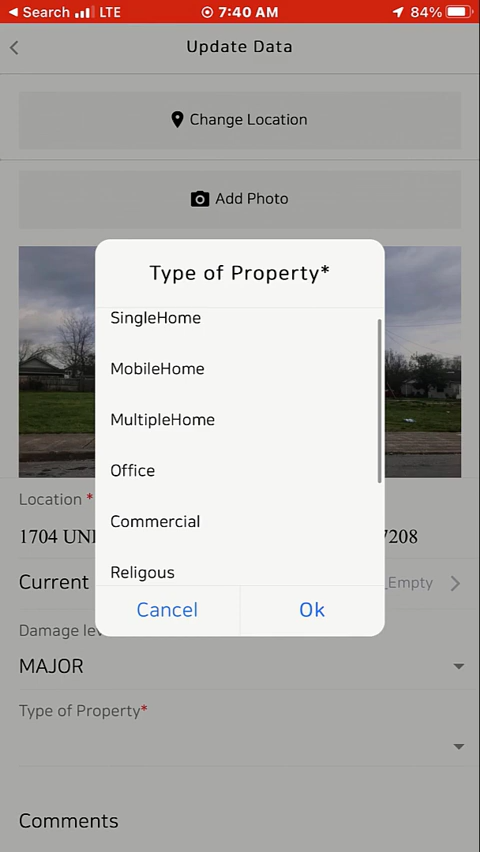 ◀ Search LTE 7:40 AM 84%
Update Data
Change Location
Add Photo
Type of Property*
SingleHome
MobileHome
MultipleHome
Office
Commercial
Religous
Cancel Ok
Location *
1704 UN 7208
Current Empty
Damage lev
MAJOR
Type of Property*
Comments